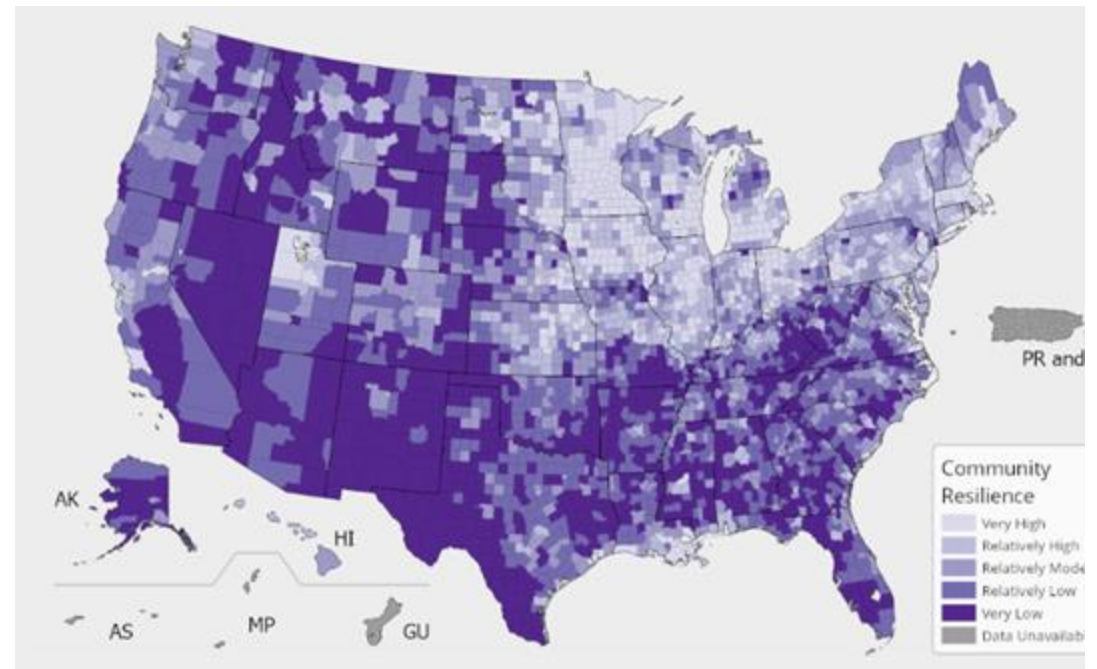 PR and
Community
Resilience
Very High
Relatively High
Relatively Mode
Relatively Low
Very Low
Data Unavailab
AK
HI
AS
MP
GU